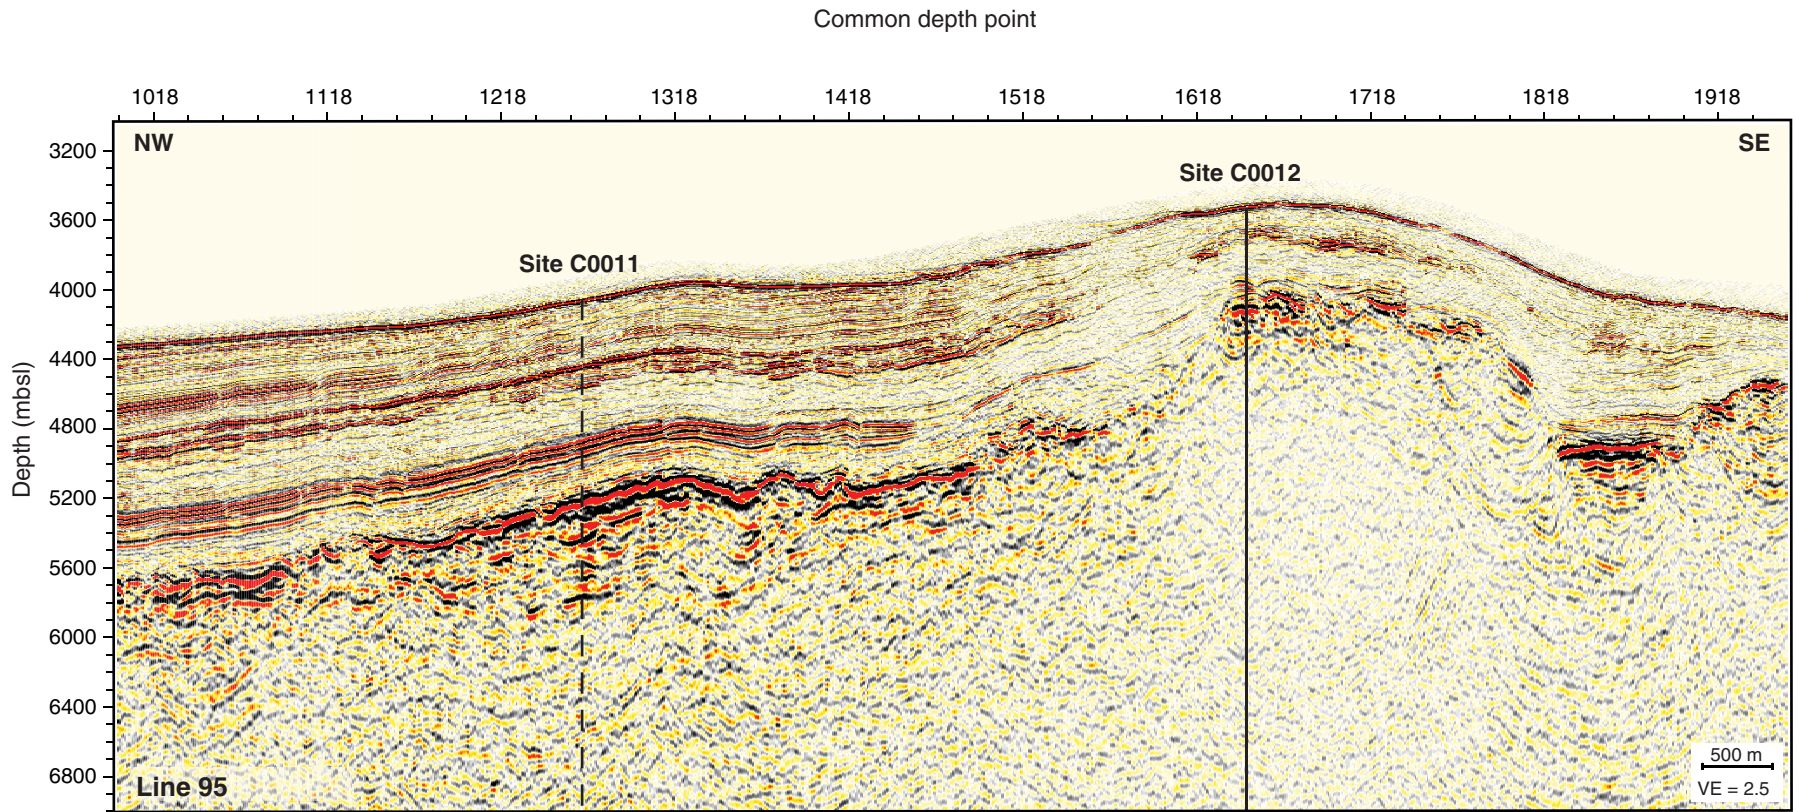 Common depth point
1018 1118 1218 1318 1418 1518 1618 1718 1818 1918
NW SE
Site C0012
Site C0011
Depth (mbsl)
3200
3600
4000
4400
4800
5200
5600
6000
6400
6800
500 m
VE = 2.5
Line 95